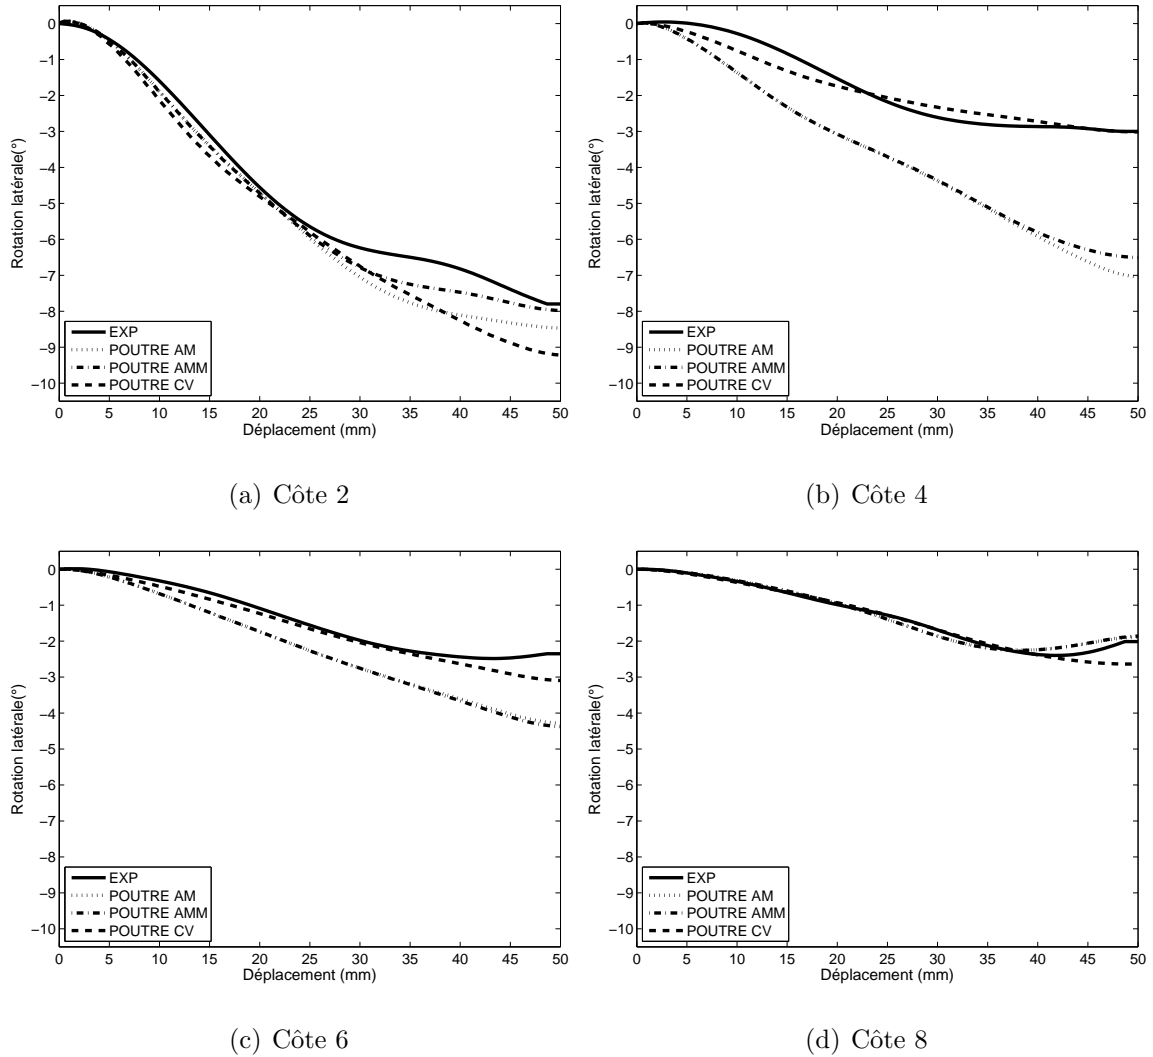 0
−1
−2
−3
−4
−5
−6
−7
−8
−9
−10
Rotation latérale(°)
EXP
POUTRE AM
POUTRE AMM
POUTRE CV
0 5 10 15 20 25 30 35 40 45 50
Déplacement (mm)
(a) Côte 2
0
−1
−2
−3
−4
−5
−6
−7
−8
−9
−10
Rotation latérale(°)
EXP
POUTRE AM
POUTRE AMM
POUTRE CV
0 5 10 15 20 25 30 35 40 45 50
Déplacement (mm)
(b) Côte 4
0
−1
−2
−3
−4
−5
−6
−7
−8
−9
−10
Rotation latérale(°)
EXP
POUTRE AM
POUTRE AMM
POUTRE CV
0 5 10 15 20 25 30 35 40 45 50
Déplacement (mm)
(c) Côte 6
0
−1
−2
−3
−4
−5
−6
−7
−8
−9
−10
Rotation latérale(°)
EXP
POUTRE AM
POUTRE AMM
POUTRE CV
0 5 10 15 20 25 30 35 40 45 50
Déplacement (mm)
(d) Côte 8